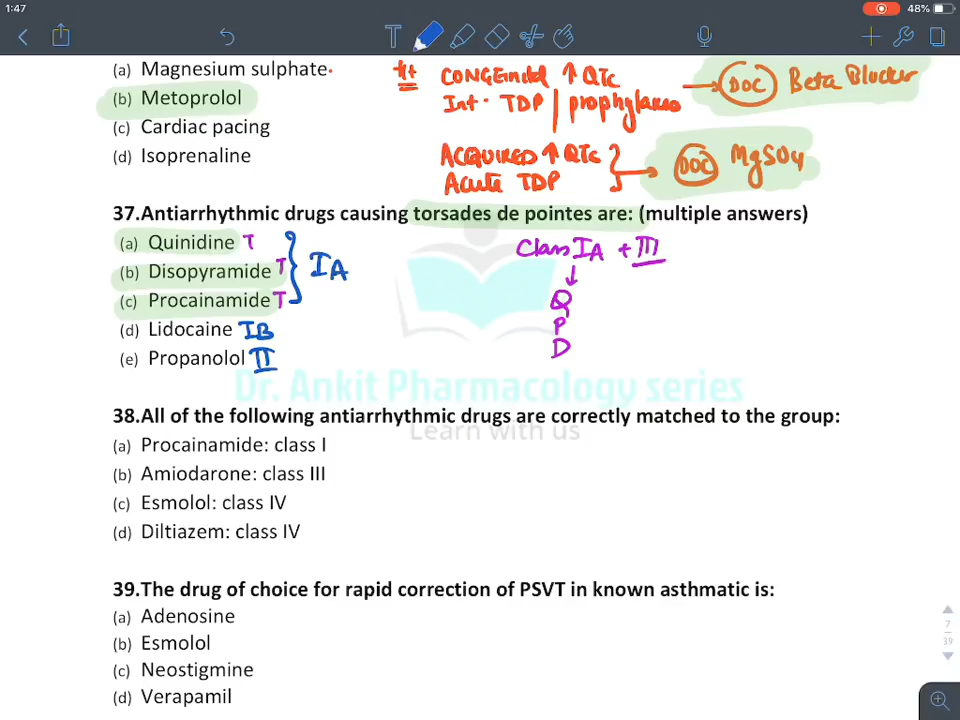 1:47
48%
(a) Magnesium sulphate
(b) Metoprolol
(c) Cardiac pacing
(d) Isoprenaline
CONGENITAL ↑ QTc
Int. TDP | prophylaxis → DOC Beta Blocker
ACQUIRED ↑ QTc
Acute TDP } → DOC MgSO4
37.Antiarrhythmic drugs causing torsades de pointes are: (multiple answers)
(a) Quinidine T
(b) Disopyramide T } IA
(c) Procainamide T
(d) Lidocaine IB
(e) Propanolol II
Class IA + III
↓
Q
P
D
Dr. Ankit Pharmacology series
Learn with us
38.All of the following antiarrhythmic drugs are correctly matched to the group:
(a) Procainamide: class I
(b) Amiodarone: class III
(c) Esmolol: class IV
(d) Diltiazem: class IV
39.The drug of choice for rapid correction of PSVT in known asthmatic is:
(a) Adenosine
(b) Esmolol
(c) Neostigmine
(d) Verapamil
7
39